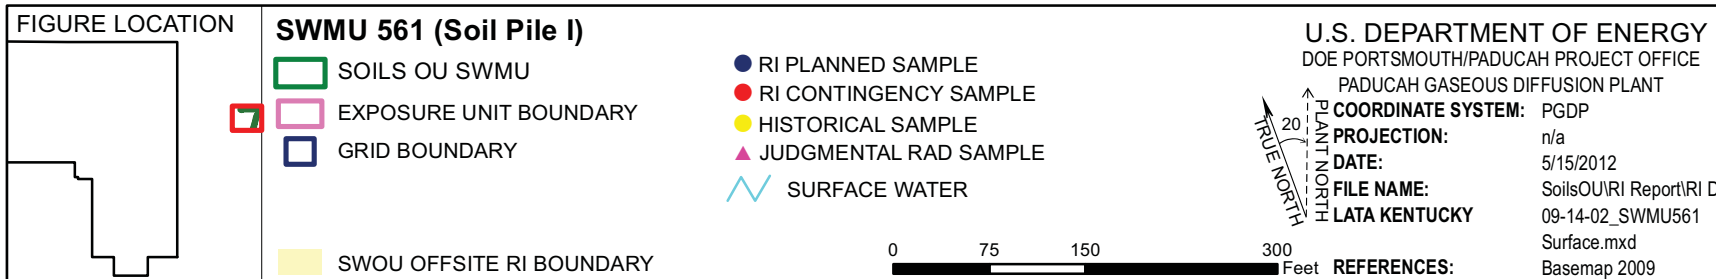 FIGURE LOCATION
SWMU 561 (Soil Pile I)
SOILS OU SWMU
EXPOSURE UNIT BOUNDARY
GRID BOUNDARY
SWOU OFFSITE RI BOUNDARY
RI PLANNED SAMPLE
RI CONTINGENCY SAMPLE
HISTORICAL SAMPLE
JUDGMENTAL RAD SAMPLE
SURFACE WATER
0 75 150 300
Feet
TRUE NORTH
20
PLANT NORTH
U.S. DEPARTMENT OF ENERGY
DOE PORTSMOUTH/PADUCAH PROJECT OFFICE
PADUCAH GASEOUS DIFFUSION PLANT
COORDINATE SYSTEM: PGDP
PROJECTION: n/a
DATE: 5/15/2012
FILE NAME: SoilsOU\RI Report\RI D
LATA KENTUCKY 09-14-02_SWMU561
Surface.mxd
REFERENCES: Basemap 2009